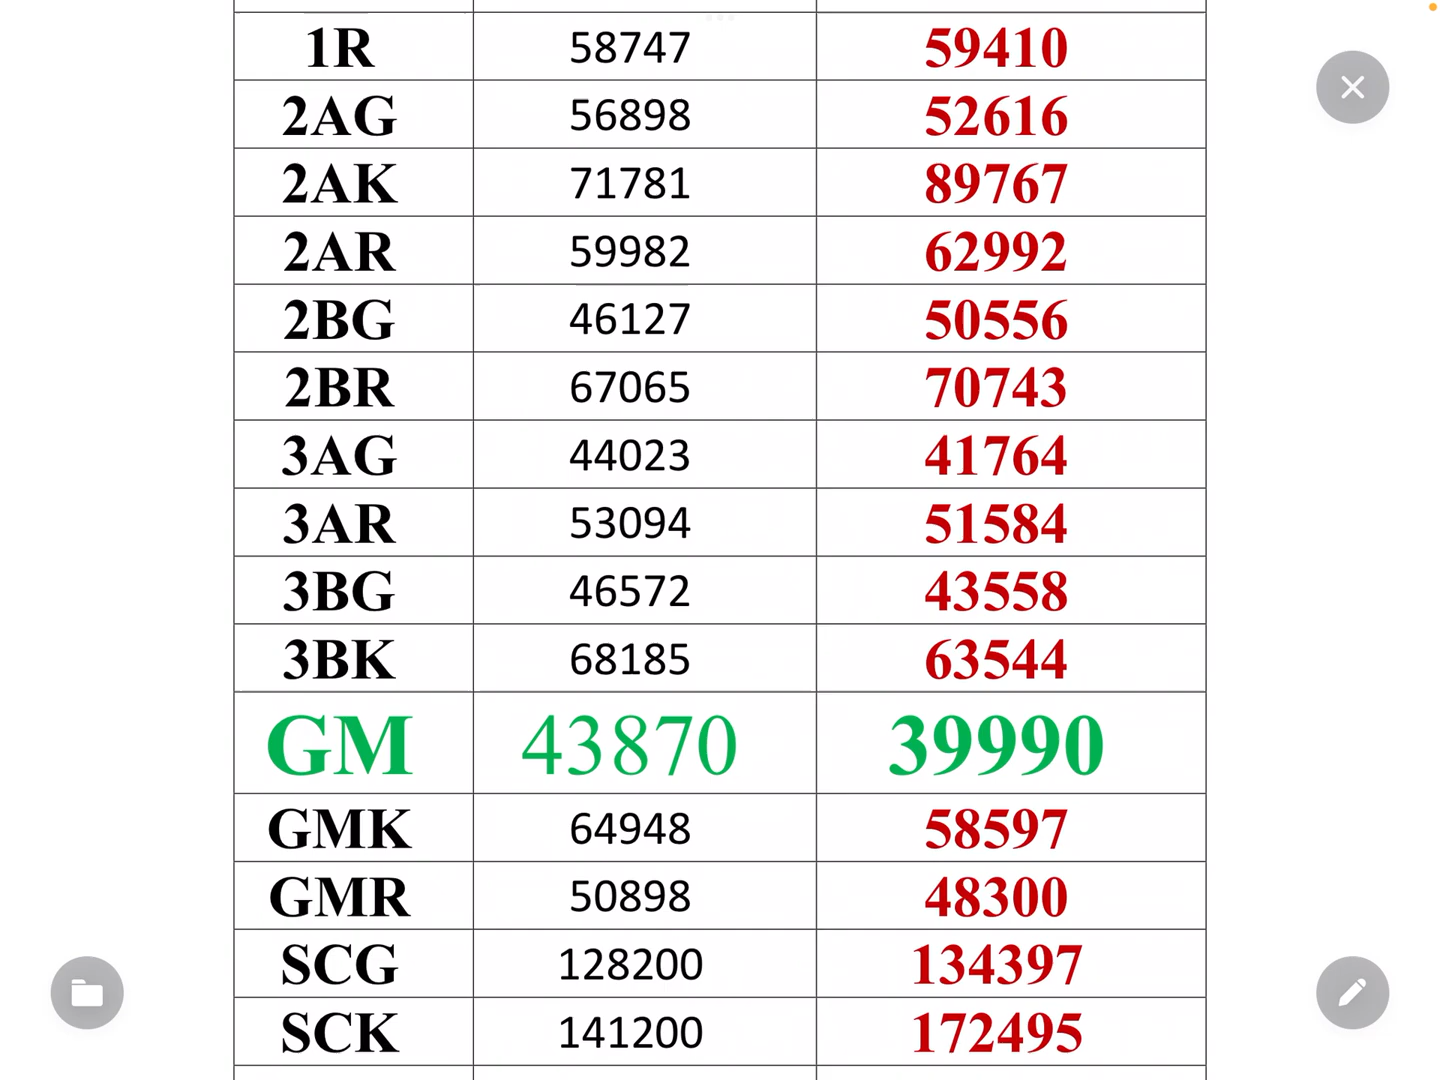 1R 58747 59410
2AG 56898 52616
2AK 71781 89767
2AR 59982 62992
2BG 46127 50556
2BR 67065 70743
3AG 44023 41764
3AR 53094 51584
3BG 46572 43558
3BK 68185 63544
GM 43870 39990
GMK 64948 58597
GMR 50898 48300
SCG 128200 134397
SCK 141200 172495